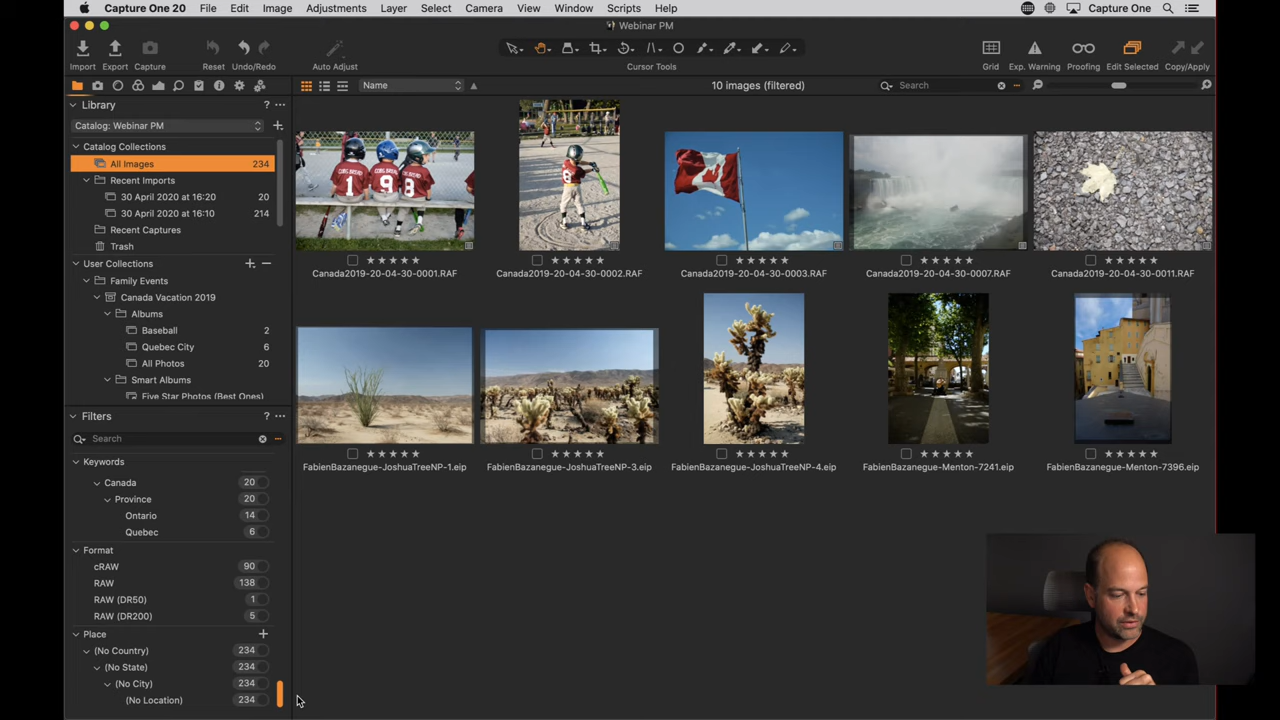 Capture One 20 File Edit Image Adjustments Layer Select Camera View Window Scripts Help Capture One
Webinar PM
Import Export Capture Reset Undo/Redo Auto Adjust Cursor Tools Grid Exp. Warning Proofing Edit Selected Copy/Apply
Name 10 images (filtered) Search
Library ?
Catalog: Webinar PM
Catalog Collections
All Images 234
Recent Imports
30 April 2020 at 16:20 20
30 April 2020 at 16:10 214
Recent Captures
Trash
User Collections
Family Events
Canada Vacation 2019
Albums
Baseball 2
Quebec City 6
All Photos 20
Smart Albums
Five Star Photos (Best Ones)
Filters ?
Search
Keywords
Canada 20
Province 20
Ontario 14
Quebec 6
Format
cRAW 90
RAW 138
RAW (DR50) 1
RAW (DR200) 5
Place
(No Country) 234
(No State) 234
(No City) 234
(No Location) 234
1 9 8
Canada2019-20-04-30-0001.RAF Canada2019-20-04-30-0002.RAF Canada2019-20-04-30-0003.RAF Canada2019-20-04-30-0007.RAF Canada2019-20-04-30-0011.RAF
FabienBazanegue-JoshuaTreeNP-1.eip FabienBazanegue-JoshuaTreeNP-3.eip FabienBazanegue-JoshuaTreeNP-4.eip FabienBazanegue-Menton-7241.eip FabienBazanegue-Menton-7396.eip